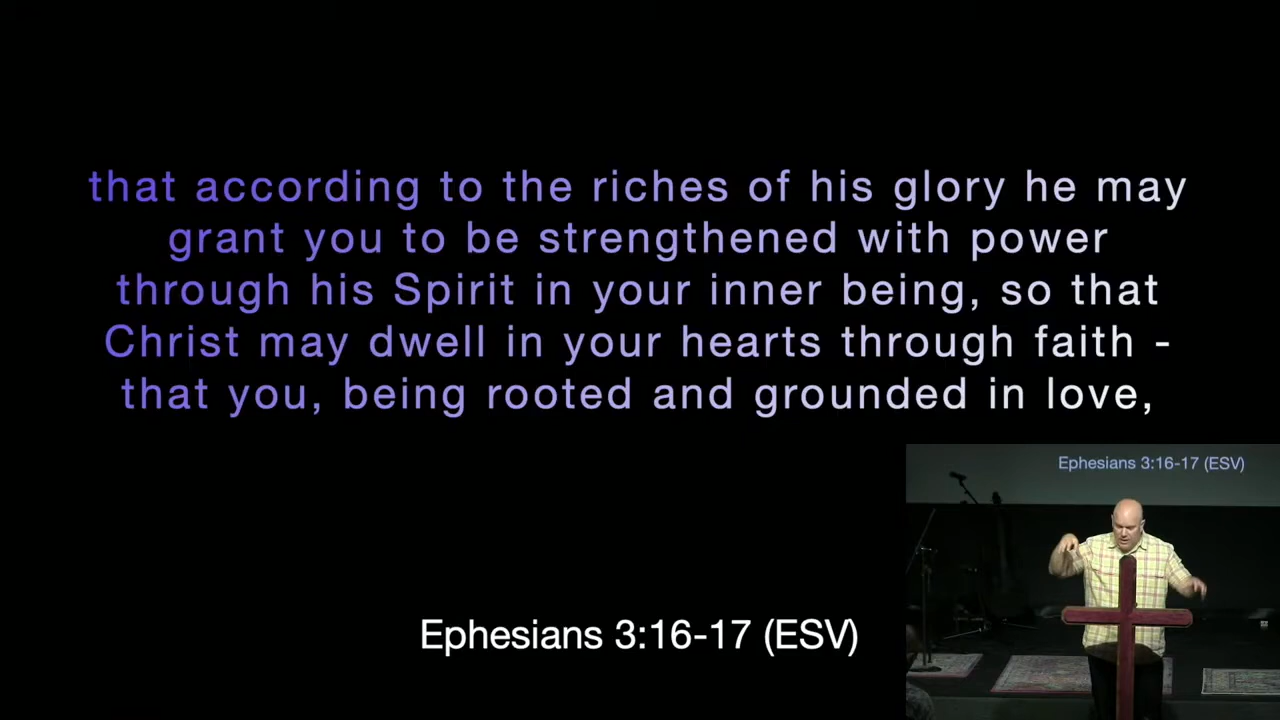 that according to the riches of his glory he may
grant you to be strengthened with power
through his Spirit in your inner being, so that
Christ may dwell in your hearts through faith -
that you, being rooted and grounded in love,
Ephesians 3:16-17 (ESV)
Ephesians 3:16-17 (ESV)